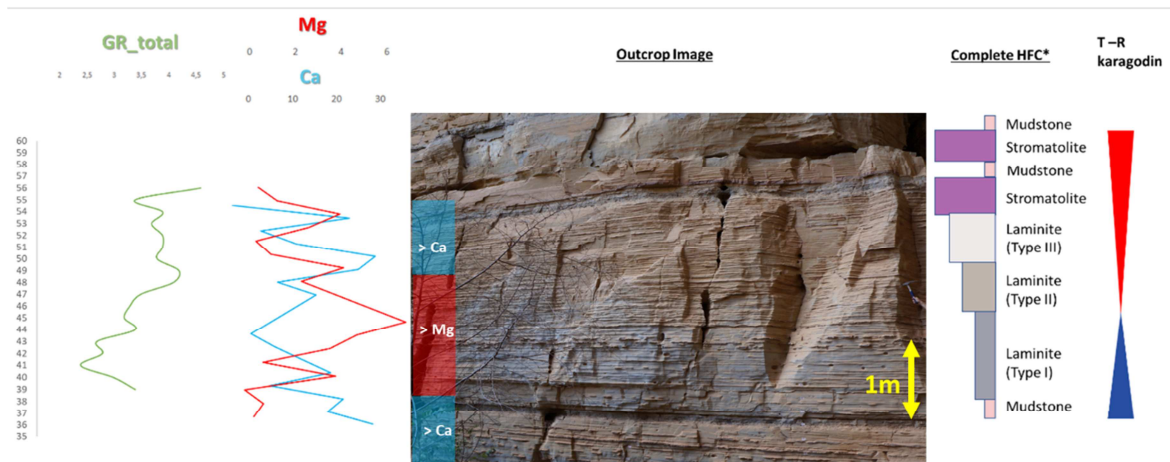 GR_total
2 2,5 3 3,5 4 4,5 5
Mg
0 2 4 6
Ca
0 10 20 30
Outcrop Image
Complete HFC*
T –R
karagodin
60
59
58
57
56
55
54
53
52
51
50
49
48
47
46
45
44
43
42
41
40
39
38
37
36
35
> Ca
> Mg
> Ca
1m
Mudstone
Stromatolite
Mudstone
Stromatolite
Laminite
(Type III)
Laminite
(Type II)
Laminite
(Type I)
Mudstone